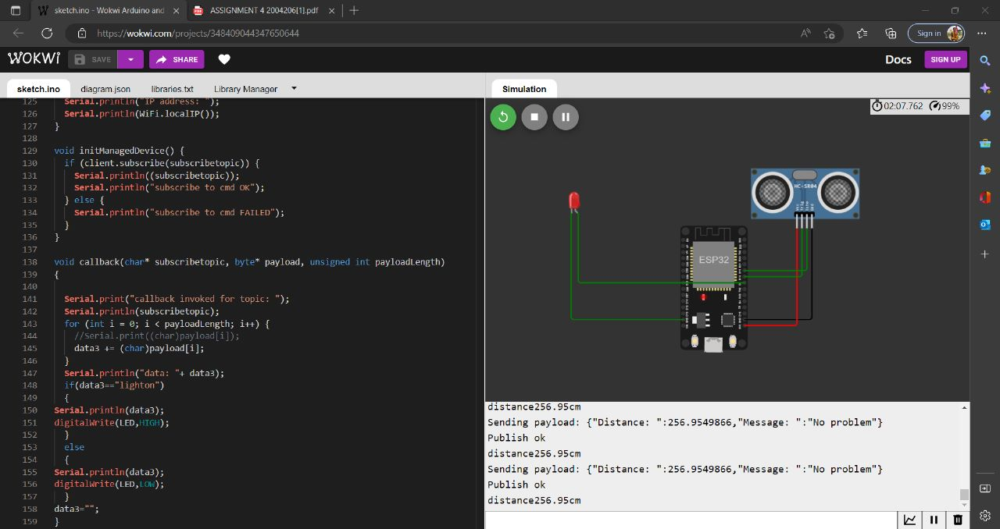 sketch.ino - Wokwi Arduino and
ASSIGNMENT 4 2004206[1].pdf
https://wokwi.com/projects/348409044347650644
Sign in
WOKWI
SAVE
SHARE
Docs
SIGN UP
sketch.ino
diagram.json
libraries.txt
Library Manager
Simulation
125 Serial.println("IP address: ");
126 Serial.println(WiFi.localIP());
127 }
128
129 void initManagedDevice() {
130 if (client.subscribe(subscribetopic)) {
131 Serial.println((subscribetopic));
132 Serial.println("subscribe to cmd OK");
133 } else {
134 Serial.println("subscribe to cmd FAILED");
135 }
136 }
137
138 void callback(char* subscribetopic, byte* payload, unsigned int payloadLength)
139 {
140
141 Serial.print("callback invoked for topic: ");
142 Serial.println(subscribetopic);
143 for (int i = 0; i < payloadLength; i++) {
144 //Serial.print((char)payload[i]);
145 data3 += (char)payload[i];
146 }
147 Serial.println("data: "+ data3);
148 if(data3=="lighton")
149 {
150 Serial.println(data3);
151 digitalWrite(LED,HIGH);
152 }
153 else
154 {
155 Serial.println(data3);
156 digitalWrite(LED,LOW);
157 }
158 data3="";
159 }
02:07.762
99%
HC-SR04
ESP32
distance256.95cm
Sending payload: {"Distance: ":256.9549866,"Message: ":"No problem"}
Publish ok
distance256.95cm
Sending payload: {"Distance: ":256.9549866,"Message: ":"No problem"}
Publish ok
distance256.95cm